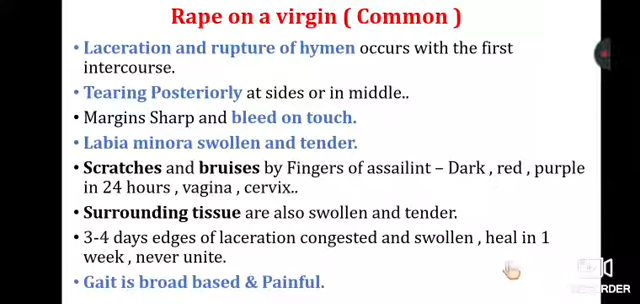 Rape on a virgin ( Common )
• Laceration and rupture of hymen occurs with the first
intercourse.
• Tearing Posteriorly at sides or in middle..
• Margins Sharp and bleed on touch.
• Labia minora swollen and tender.
• Scratches and bruises by Fingers of assailint – Dark , red , purple
in 24 hours , vagina , cervix..
• Surrounding tissue are also swollen and tender.
• 3-4 days edges of laceration congested and swollen , heal in 1
week , never unite.
• Gait is broad based & Painful.